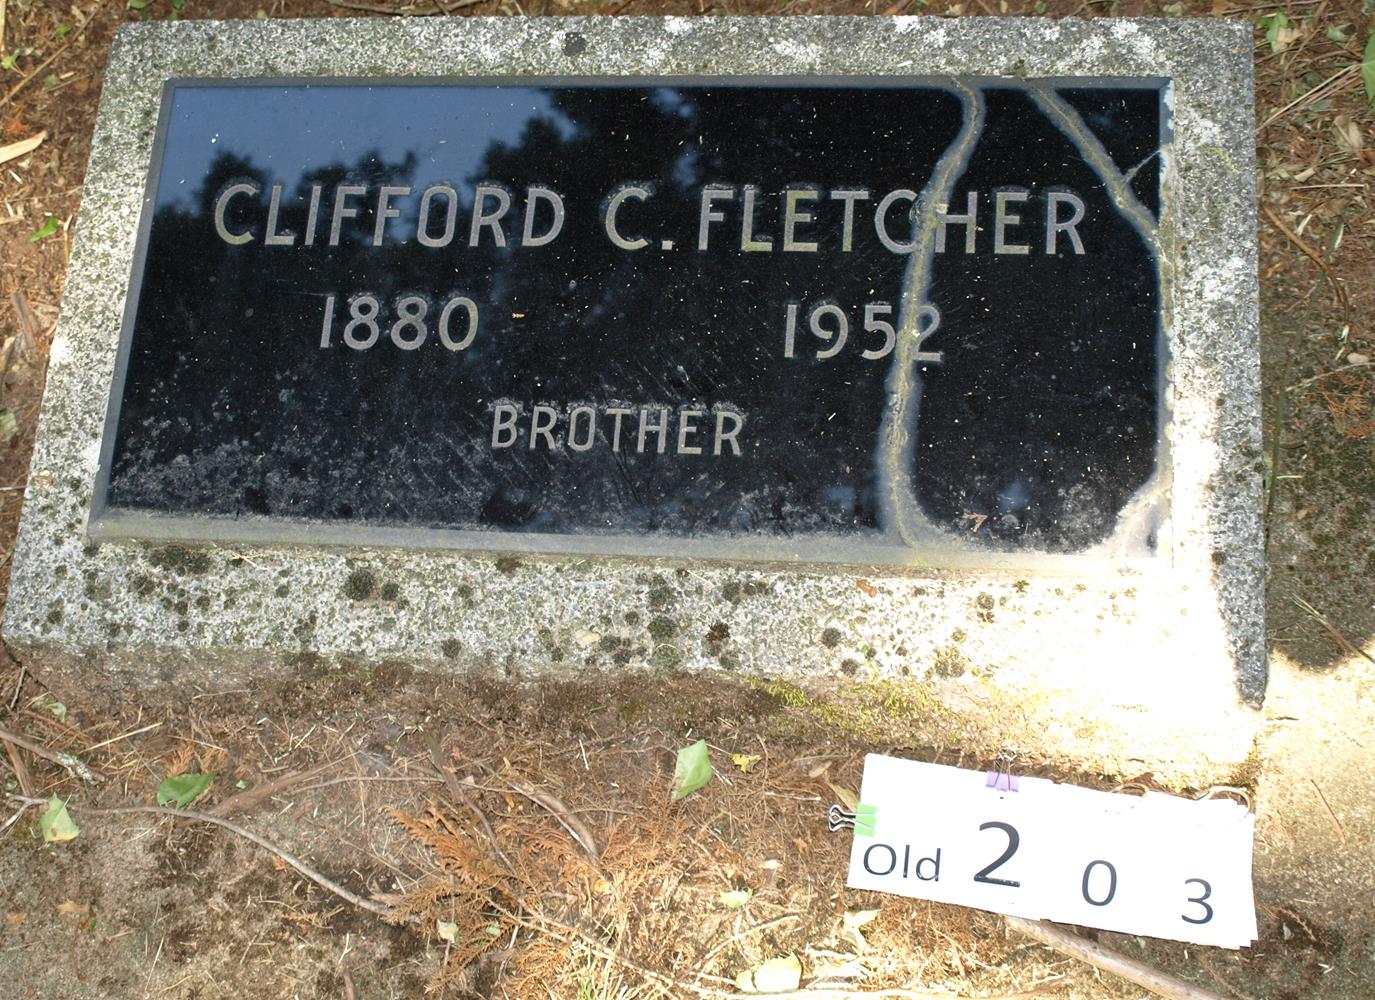 CLIFFORD C. FLETCHER
1880 1952
BROTHER
Old 2 0 3